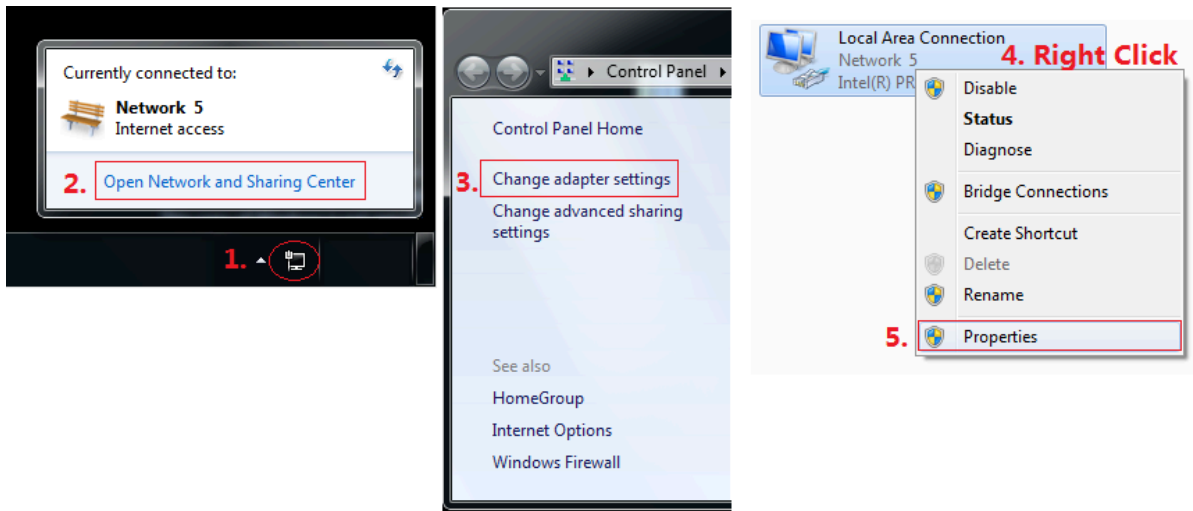 Currently connected to:
Network 5
Internet access
2. Open Network and Sharing Center
1.
Control Panel
Control Panel Home
3. Change adapter settings
Change advanced sharing
settings
See also
HomeGroup
Internet Options
Windows Firewall
Local Area Connection
Network 5
4. Right Click
Intel(R) PR
Disable
Status
Diagnose
Bridge Connections
Create Shortcut
Delete
Rename
5. Properties